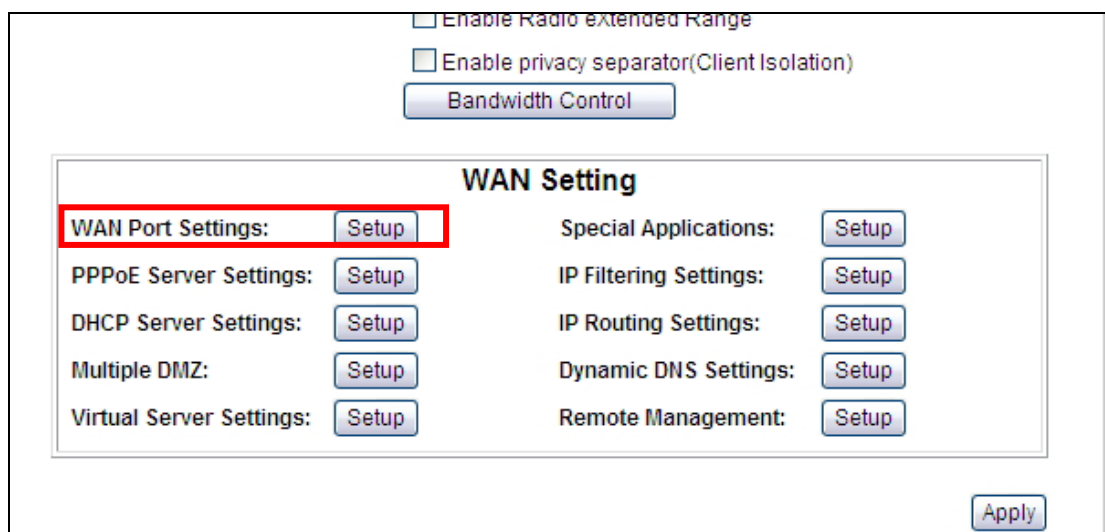 Enable Radio eXtended Range
Enable privacy separator(Client Isolation)
Bandwidth Control
WAN Setting
WAN Port Settings: Setup Special Applications: Setup
PPPoE Server Settings: Setup IP Filtering Settings: Setup
DHCP Server Settings: Setup IP Routing Settings: Setup
Multiple DMZ: Setup Dynamic DNS Settings: Setup
Virtual Server Settings: Setup Remote Management: Setup
Apply